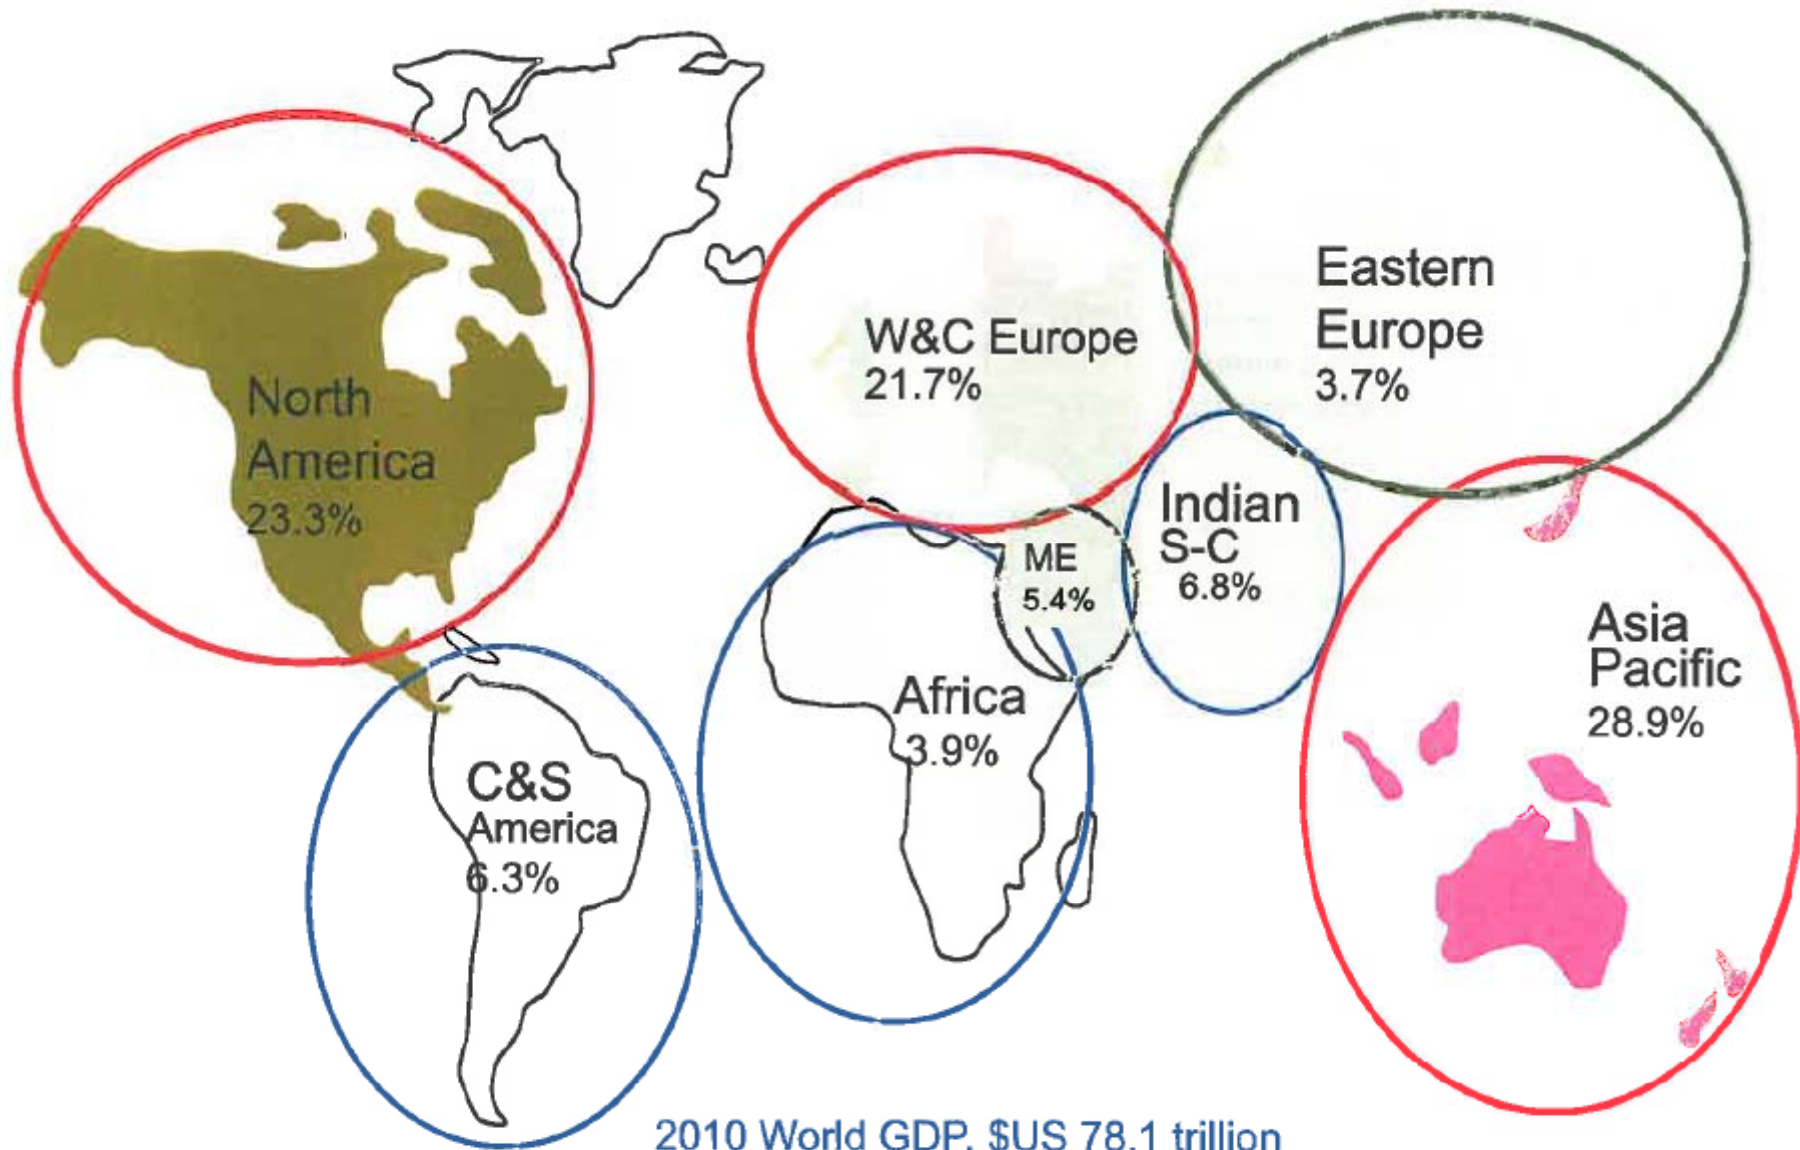 North
America
23.3%
W&C Europe
21.7%
Eastern
Europe
3.7%
Indian
S-C
6.8%
ME
5.4%
Asia
Pacific
28.9%
Africa
3.9%
C&S
America
6.3%
2010 World GDP. $US 78.1 trillion